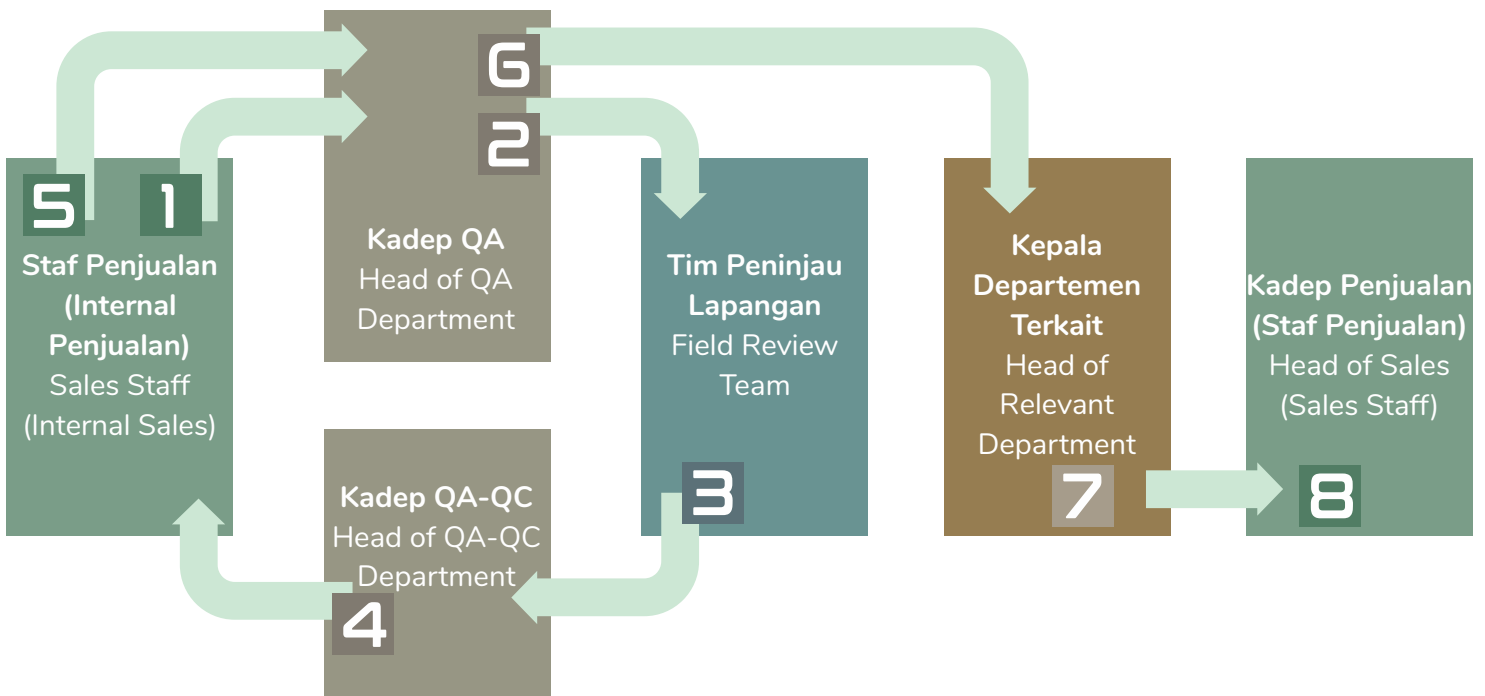 5
1
Staf Penjualan
(Internal
Penjualan)
Sales Staff
(Internal Sales)
6
2
Kadep QA
Head of QA
Department
Kadep QA-QC
Head of QA-QC
Department
4
Tim Peninjau
Lapangan
Field Review
Team
3
Kepala
Departemen
Terkait
Head of
Relevant
Department
7
Kadep Penjualan
(Staf Penjualan)
Head of Sales
(Sales Staff)
8